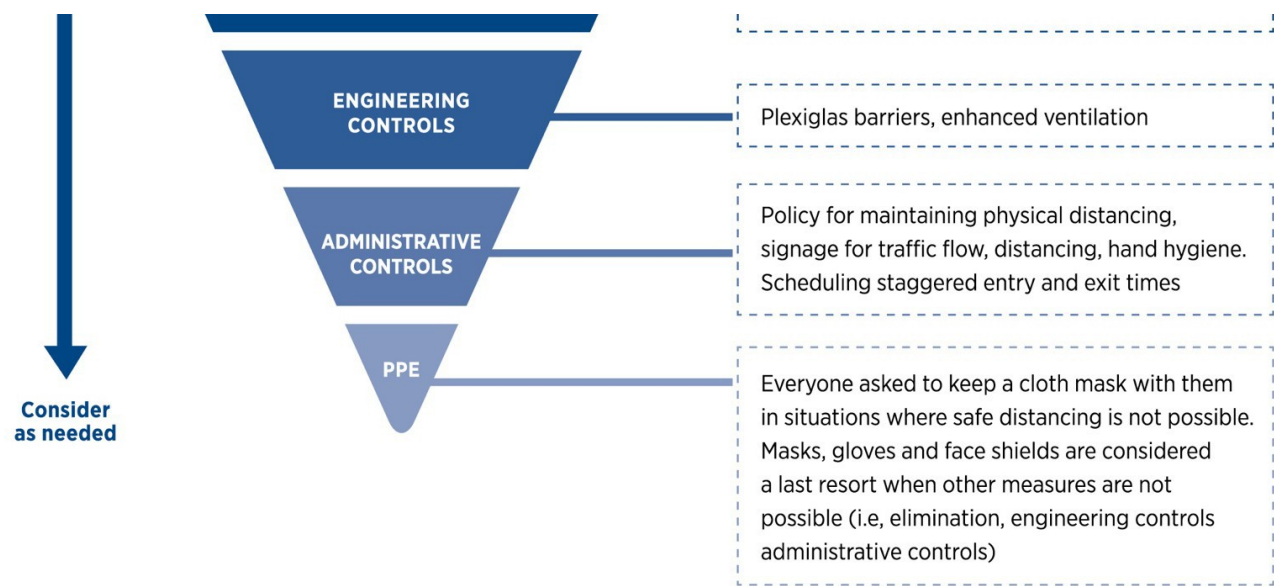 ENGINEERING
CONTROLS
Plexiglas barriers, enhanced ventilation
ADMINISTRATIVE
CONTROLS
Policy for maintaining physical distancing,
signage for traffic flow, distancing, hand hygiene.
Scheduling staggered entry and exit times
PPE
Everyone asked to keep a cloth mask with them
in situations where safe distancing is not possible.
Masks, gloves and face shields are considered
a last resort when other measures are not
possible (i.e, elimination, engineering controls
administrative controls)
Consider
as needed